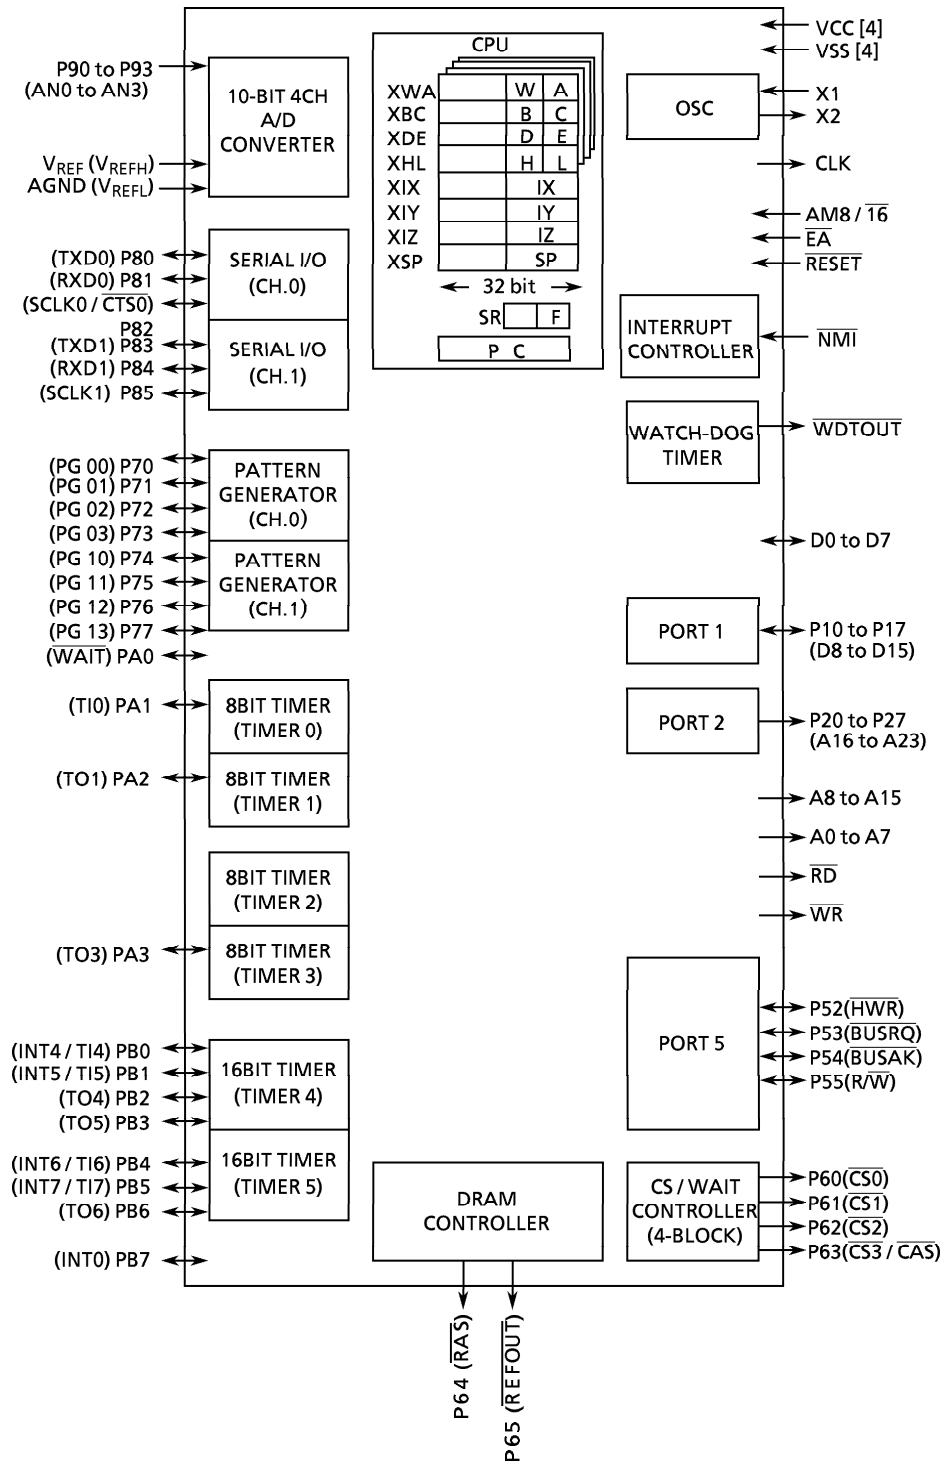 P90 to P93
(AN0 to AN3)
VREF (VREFH)
AGND (VREFL)
10-BIT 4CH
A/D
CONVERTER
(TXD0) P80
(RXD0) P81
(SCLK0 / CTS0)
P82
SERIAL I/O
(CH.0)
(TXD1) P83
(RXD1) P84
(SCLK1) P85
SERIAL I/O
(CH.1)
(PG 00) P70
(PG 01) P71
(PG 02) P72
(PG 03) P73
PATTERN
GENERATOR
(CH.0)
(PG 10) P74
(PG 11) P75
(PG 12) P76
(PG 13) P77
PATTERN
GENERATOR
(CH.1)
(WAIT) PA0
(TI0) PA1
8BIT TIMER
(TIMER 0)
(TO1) PA2
8BIT TIMER
(TIMER 1)
8BIT TIMER
(TIMER 2)
(TO3) PA3
8BIT TIMER
(TIMER 3)
(INT4 / TI4) PB0
(INT5 / TI5) PB1
(TO4) PB2
(TO5) PB3
16BIT TIMER
(TIMER 4)
(INT6 / TI6) PB4
(INT7 / TI7) PB5
(TO6) PB6
16BIT TIMER
(TIMER 5)
(INT0) PB7
CPU
XWA W A
XBC B C
XDE D E
XHL H L
XIX IX
XIY IY
XIZ IZ
XSP SP
32 bit
SR F
P C
DRAM
CONTROLLER
P64 (RAS)
P65 (REFOUT)
VCC [4]
VSS [4]
OSC
X1
X2
CLK
AM8 / 16
EA
RESET
INTERRUPT
CONTROLLER
NMI
WATCH-DOG
TIMER
WDTOUT
D0 to D7
PORT 1
P10 to P17
(D8 to D15)
PORT 2
P20 to P27
(A16 to A23)
A8 to A15
A0 to A7
RD
WR
PORT 5
P52(HWR)
P53(BUSRQ)
P54(BUSAK)
P55(R/W)
CS / WAIT
CONTROLLER
(4-BLOCK)
P60(CS0)
P61(CS1)
P62(CS2)
P63(CS3 / CAS)